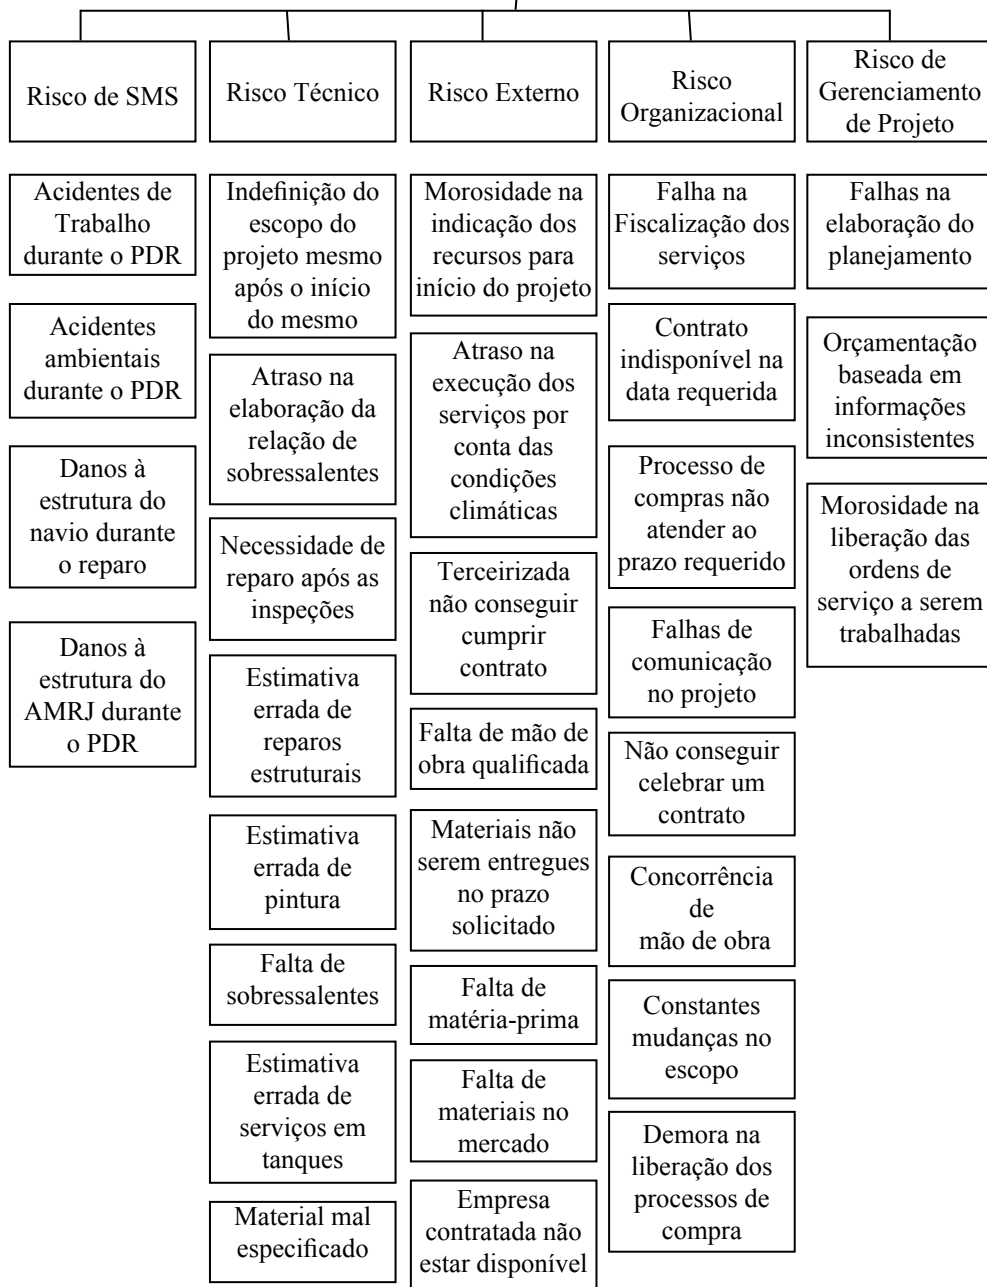 Risco de SMS
Risco Técnico
Risco Externo
Risco
Organizacional
Risco de
Gerenciamento
de Projeto
Acidentes de
Trabalho
durante o PDR
Acidentes
ambientais
durante o PDR
Danos à
estrutura do
navio durante
o reparo
Danos à
estrutura do
AMRJ durante
o PDR
Indefinição do
escopo do
projeto mesmo
após o início
do mesmo
Atraso na
elaboração da
relação de
sobressalentes
Necessidade de
reparo após as
inspeções
Estimativa
errada de
reparos
estruturais
Estimativa
errada de
pintura
Falta de
sobressalentes
Estimativa
errada de
serviços em
tanques
Material mal
especificado
Morosidade na
indicação dos
recursos para
início do projeto
Atraso na
execução dos
serviços por
conta das
condições
climáticas
Terceirizada
não conseguir
cumprir
contrato
Falta de mão de
obra qualificada
Materiais não
serem entregues
no prazo
solicitado
Falta de
matéria-prima
Falta de
materiais no
mercado
Empresa
contratada não
estar disponível
Falha na
Fiscalização dos
serviços
Contrato
indisponível na
data requerida
Processo de
compras não
atender ao
prazo requerido
Falhas de
comunicação
no projeto
Não conseguir
celebrar um
contrato
Concorrência
de
mão de obra
Constantes
mudanças no
escopo
Demora na
liberação dos
processos de
compra
Falhas na
elaboração do
planejamento
Orçamentação
baseada em
informações
inconsistentes
Morosidade na
liberação das
ordens de
serviço a serem
trabalhadas